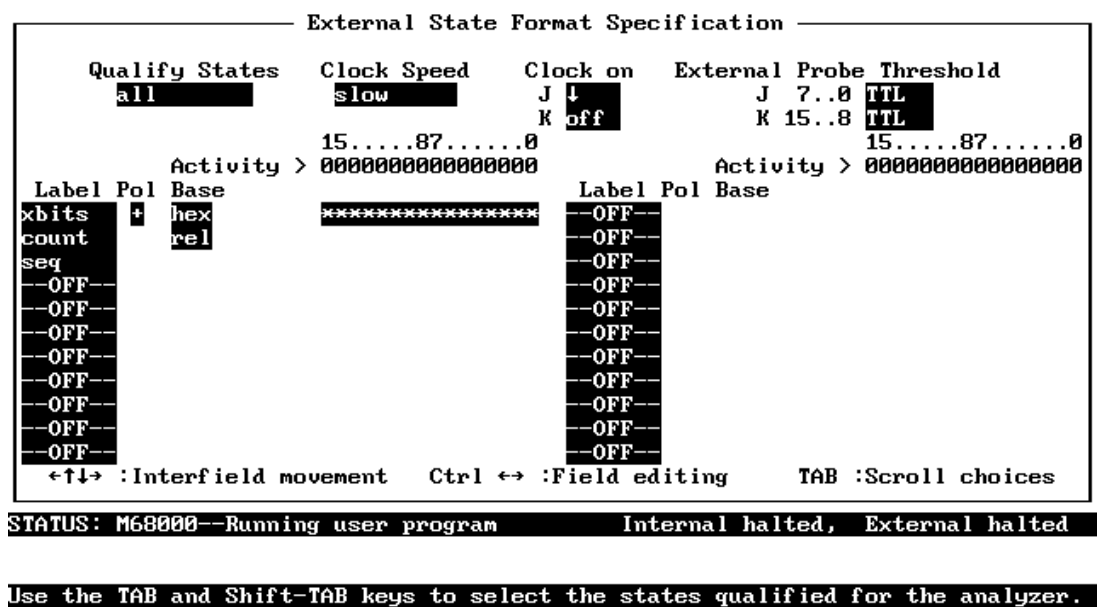 External State Format Specification
Qualify States Clock Speed Clock on External Probe Threshold
all slow J ↓ J 7..0 TTL
K off K 15..8 TTL
15.....87......0 15.....87......0
Activity > 0000000000000000 Activity > 0000000000000000
Label Pol Base Label Pol Base
xbits + hex **************** --OFF--
count rel --OFF--
seq --OFF--
--OFF-- --OFF--
--OFF-- --OFF--
--OFF-- --OFF--
--OFF-- --OFF--
--OFF-- --OFF--
--OFF-- --OFF--
--OFF-- --OFF--
--OFF-- --OFF--
←↑↓→ :Interfield movement Ctrl ↔ :Field editing TAB :Scroll choices
STATUS: M68000--Running user program Internal halted, External halted
Use the TAB and Shift-TAB keys to select the states qualified for the analyzer.